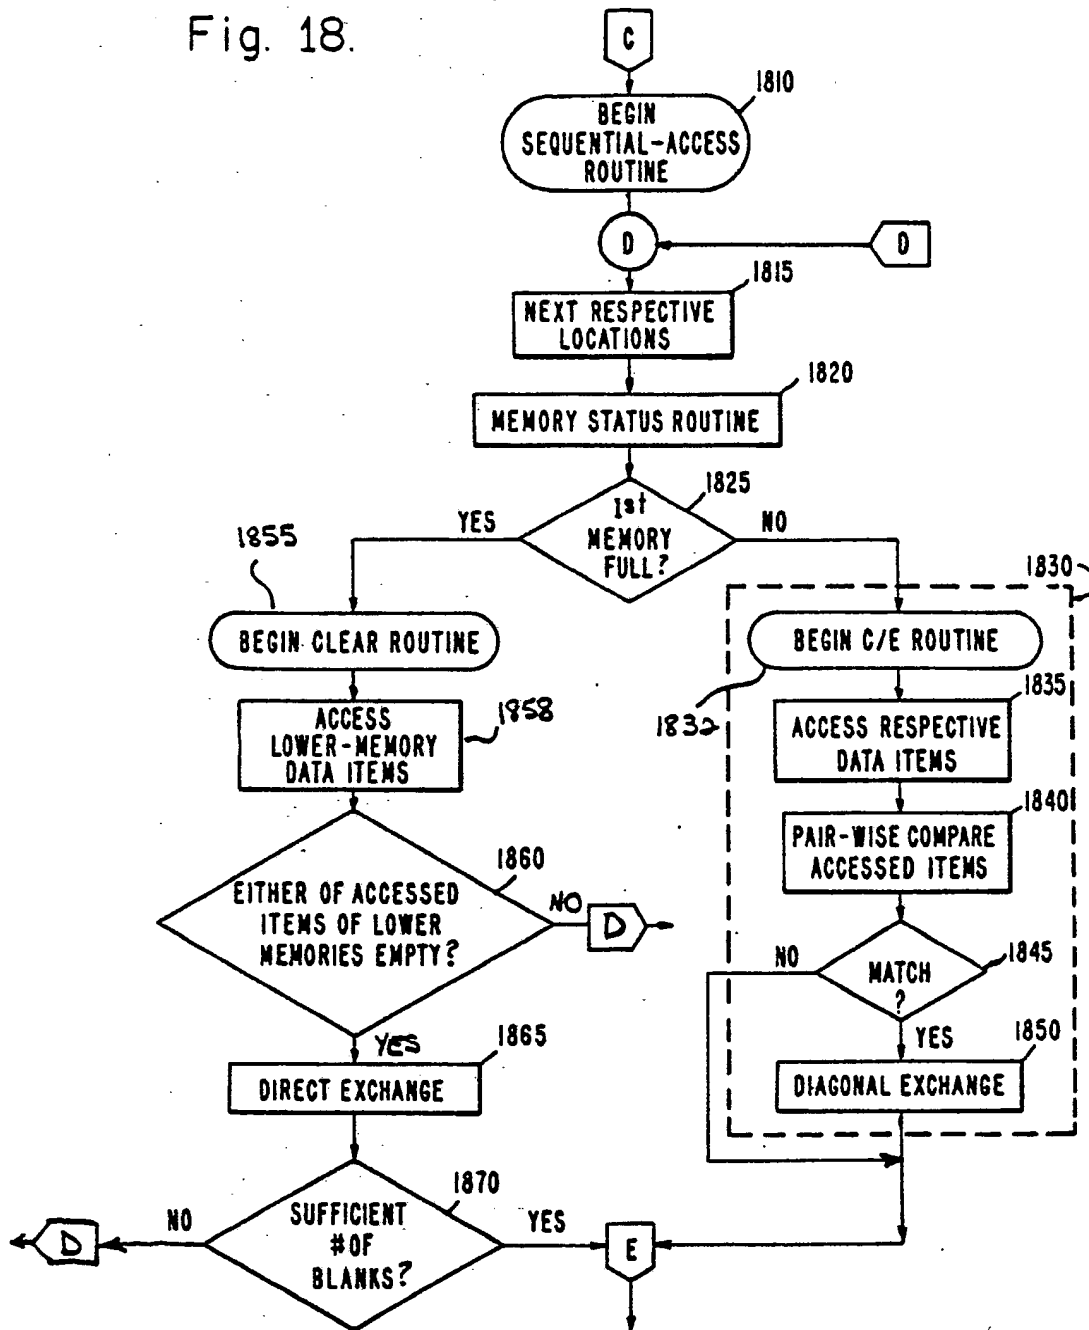 Fig. 18.
C
1810
BEGIN
SEQUENTIAL-ACCESS
ROUTINE
D
D
1815
NEXT RESPECTIVE
LOCATIONS
1820
MEMORY STATUS ROUTINE
1825
1st
MEMORY
FULL?
YES
NO
1855
BEGIN CLEAR ROUTINE
1858
ACCESS
LOWER-MEMORY
DATA ITEMS
1860
EITHER OF ACCESSED
ITEMS OF LOWER
MEMORIES EMPTY?
NO
D
YES
1865
DIRECT EXCHANGE
1870
SUFFICIENT
# OF
BLANKS?
NO
D
YES
E
1830
BEGIN C/E ROUTINE
1832
1835
ACCESS RESPECTIVE
DATA ITEMS
1840
PAIR-WISE COMPARE
ACCESSED ITEMS
1845
MATCH
?
NO
YES
1850
DIAGONAL EXCHANGE